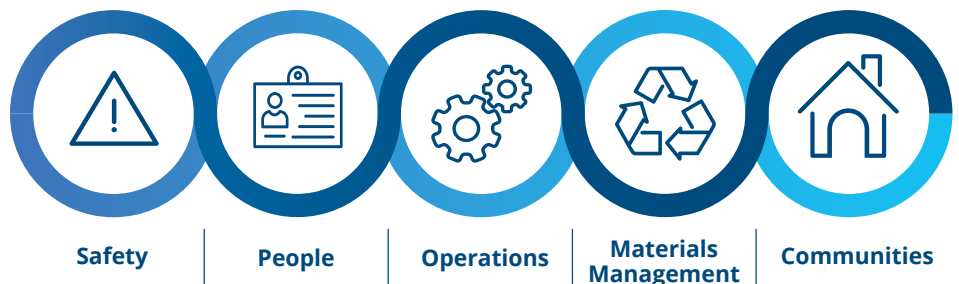 Safety
People
Operations
Materials
Management
Communities